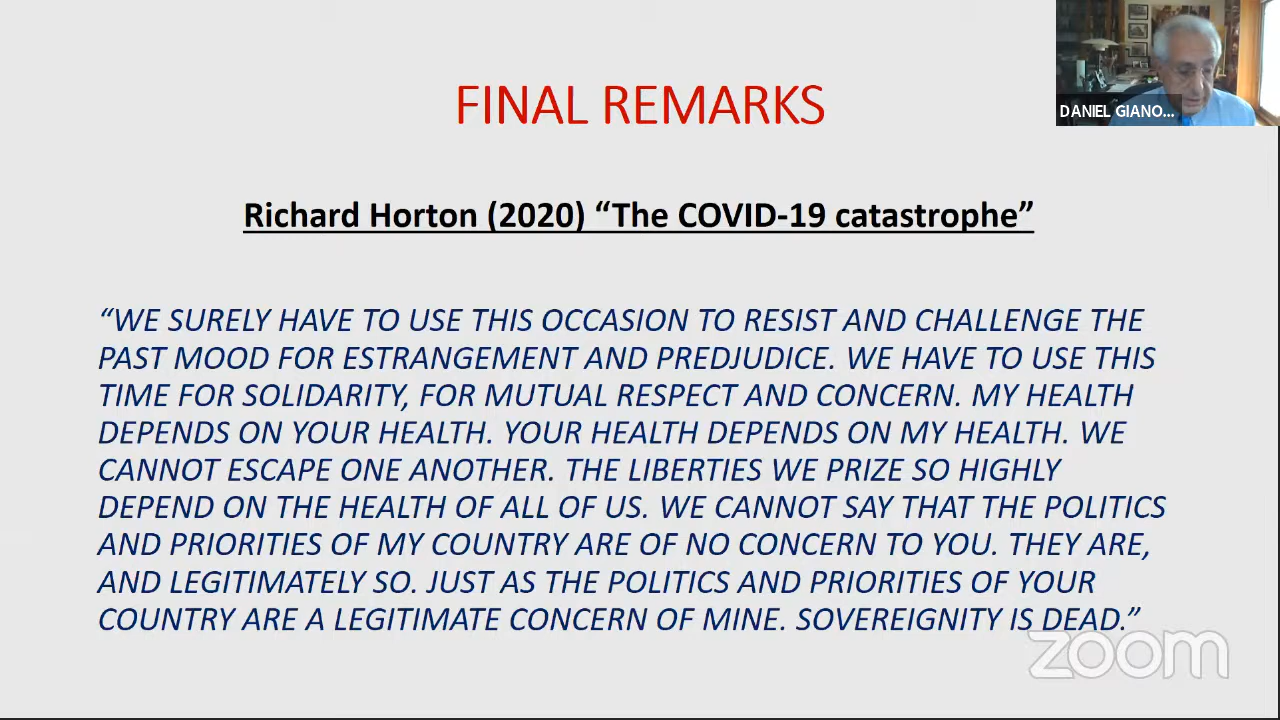 FINAL REMARKS
DANIEL GIANO...
Richard Horton (2020) “The COVID-19 catastrophe”
“WE SURELY HAVE TO USE THIS OCCASION TO RESIST AND CHALLENGE THE
PAST MOOD FOR ESTRANGEMENT AND PREDJUDICE. WE HAVE TO USE THIS
TIME FOR SOLIDARITY, FOR MUTUAL RESPECT AND CONCERN. MY HEALTH
DEPENDS ON YOUR HEALTH. YOUR HEALTH DEPENDS ON MY HEALTH. WE
CANNOT ESCAPE ONE ANOTHER. THE LIBERTIES WE PRIZE SO HIGHLY
DEPEND ON THE HEALTH OF ALL OF US. WE CANNOT SAY THAT THE POLITICS
AND PRIORITIES OF MY COUNTRY ARE OF NO CONCERN TO YOU. THEY ARE,
AND LEGITIMATELY SO. JUST AS THE POLITICS AND PRIORITIES OF YOUR
COUNTRY ARE A LEGITIMATE CONCERN OF MINE. SOVEREIGNITY IS DEAD.”
zoom